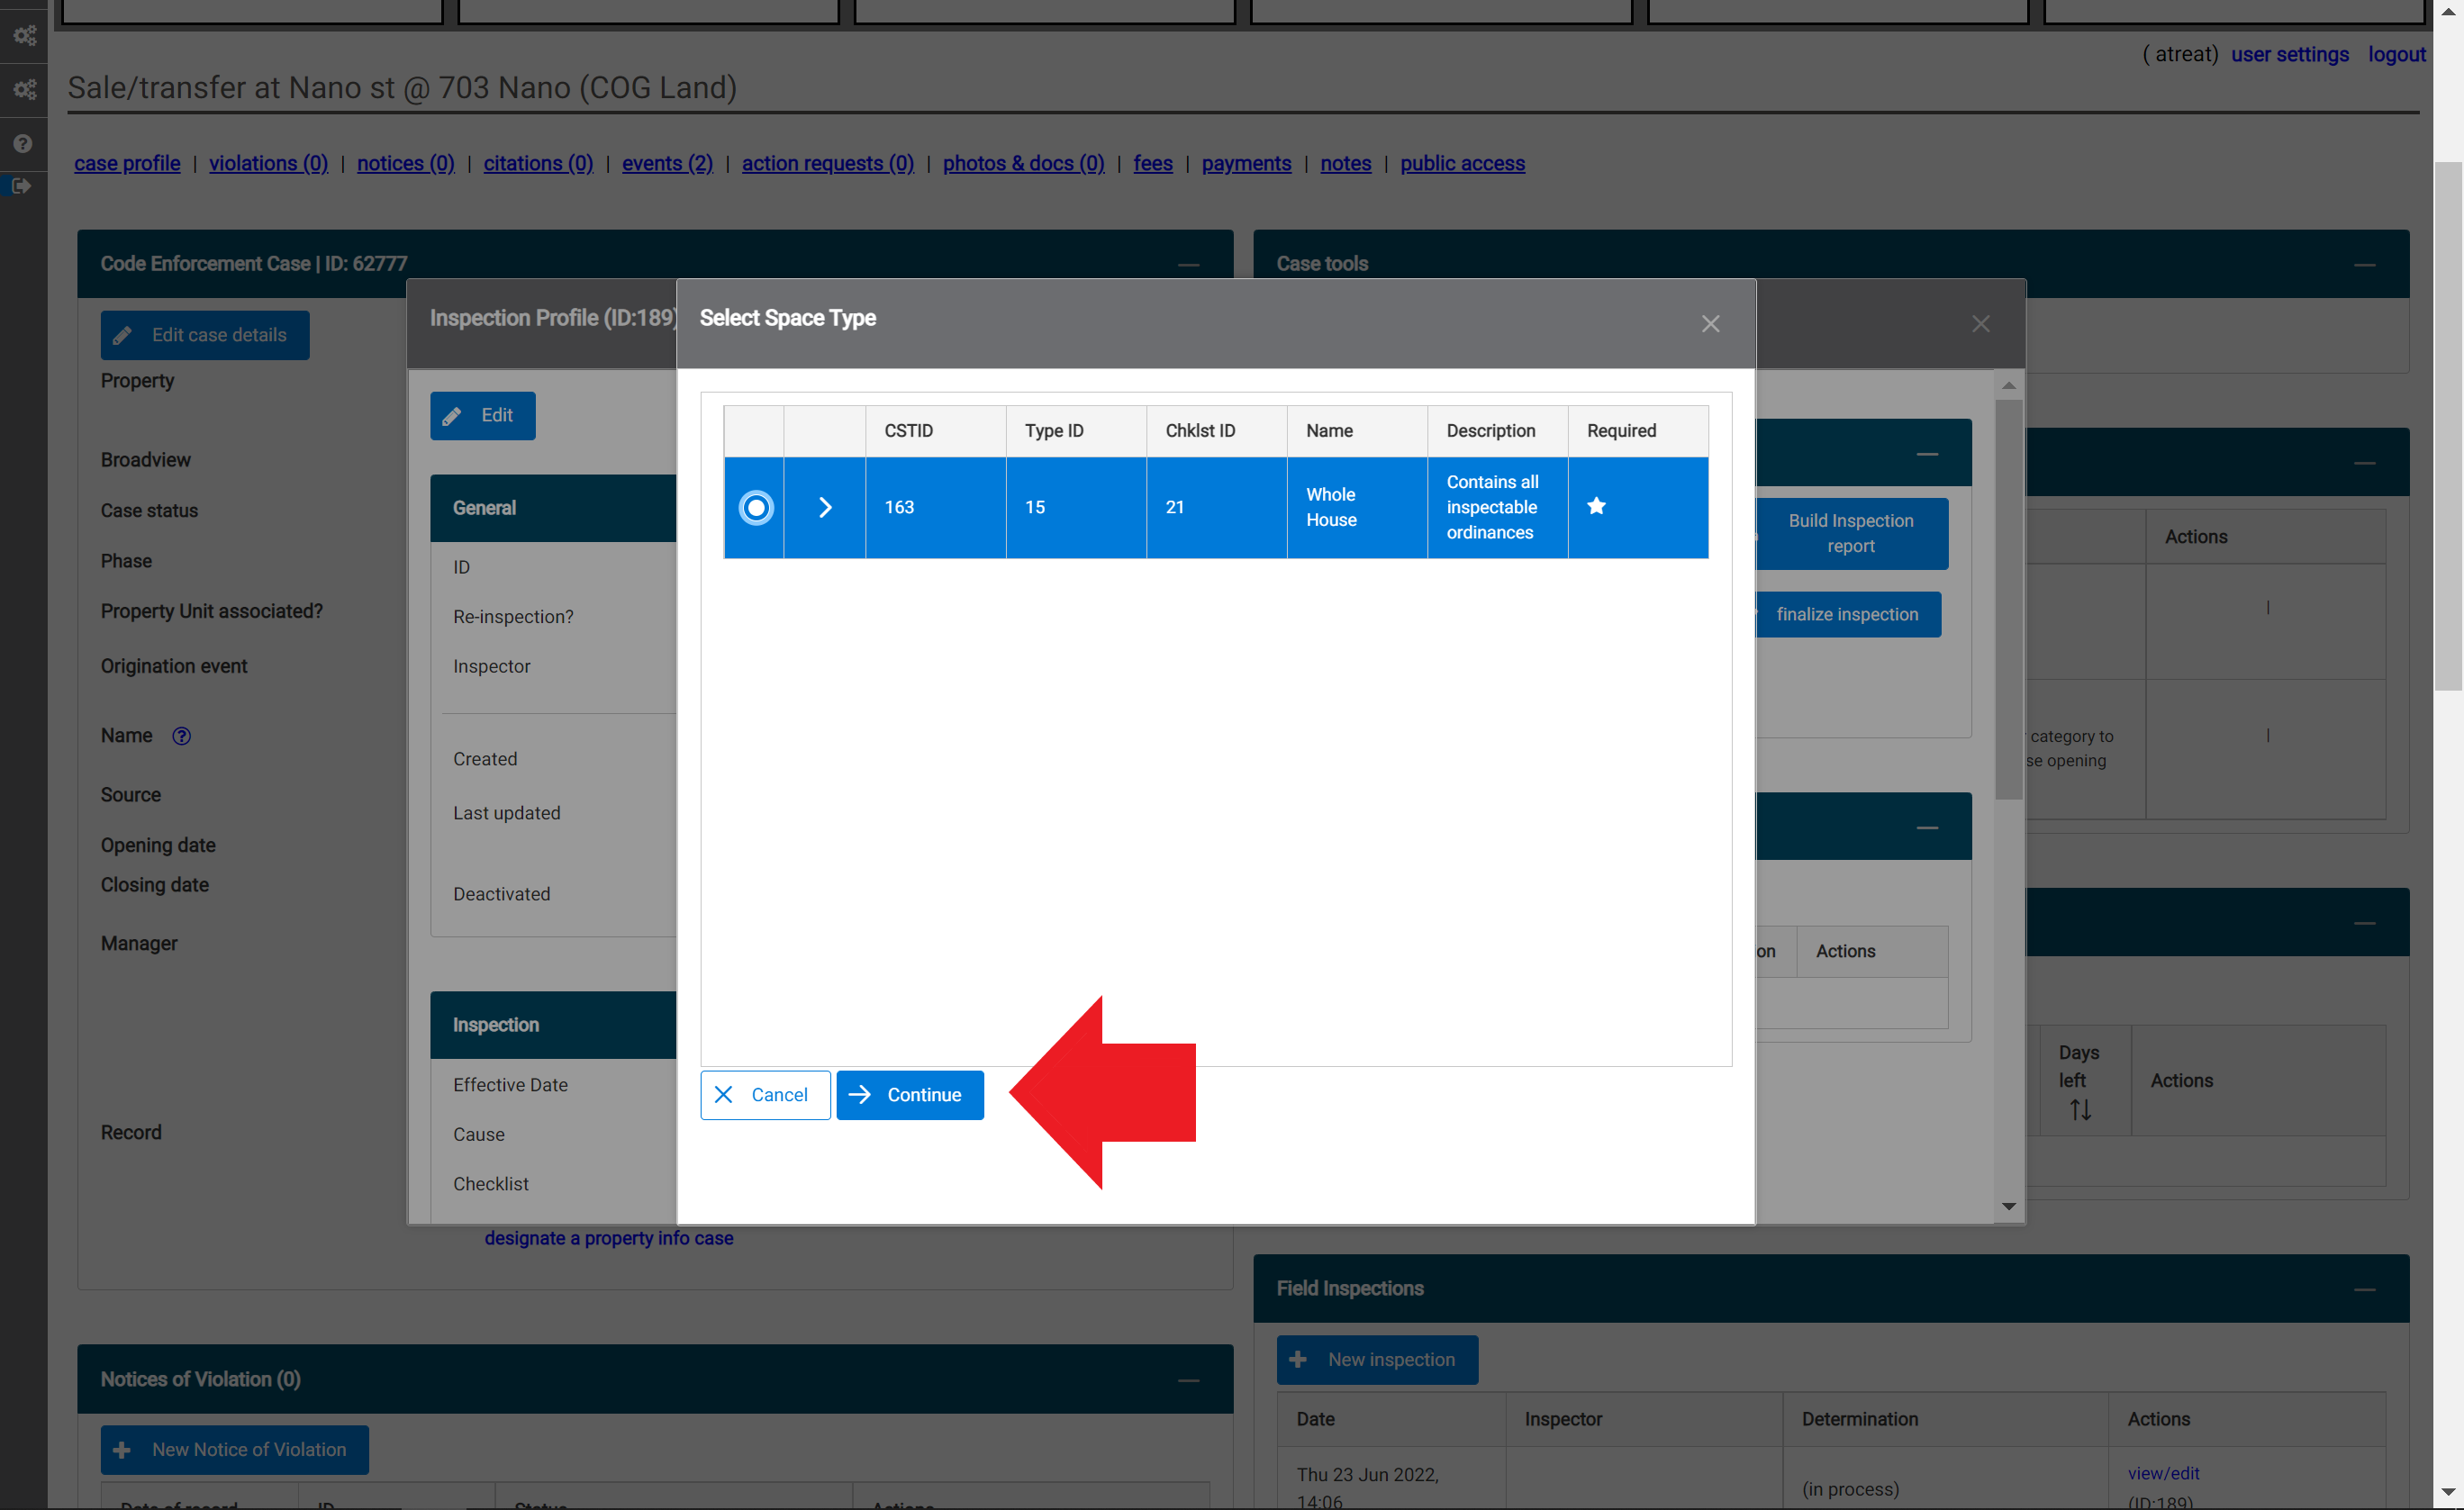 ( atreat) user settings logout
Sale/transfer at Nano st @ 703 Nano (COG Land)
case profile | violations (0) | notices (0) | citations (0) | events (2) | action requests (0) | photos & docs (0) | fees | payments | notes | public access
Code Enforcement Case | ID: 62777
Case tools
Edit case details
Property
Broadview
Case status
Phase
Property Unit associated?
Origination event
Name
Source
Opening date
Closing date
Manager
Record
designate a property info case
Inspection Profile (ID:189)
Edit
General
ID
Re-inspection?
Inspector
Created
Last updated
Deactivated
Inspection
Effective Date
Cause
Checklist
Select Space Type
CSTID Type ID Chklst ID Name Description Required
163 15 21 Whole House Contains all inspectable ordinances
Cancel Continue
Build Inspection
report
finalize inspection
on Actions
Actions
|
category to
se opening
|
Days
left
Actions
Notices of Violation (0)
New Notice of Violation
Date of record ID Status Actions
Field Inspections
New inspection
Date Inspector Determination Actions
Thu 23 Jun 2022,
14:06
(in process)
view/edit
(ID:189)